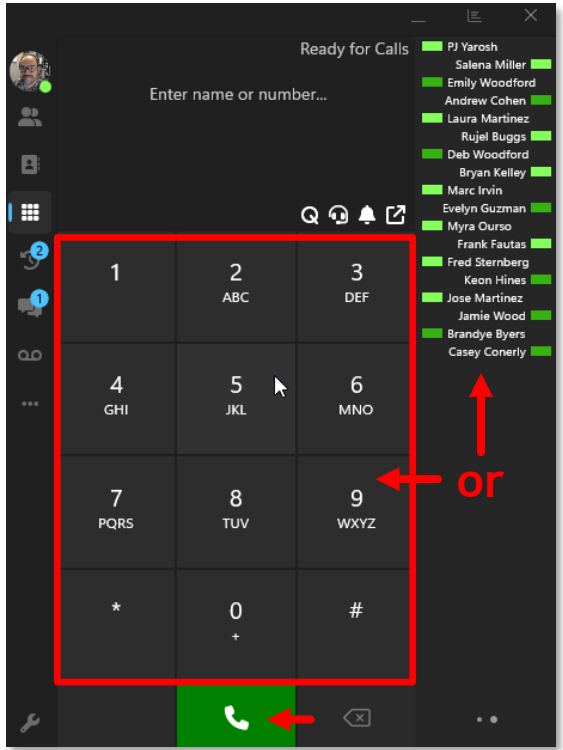 Ready for Calls
Enter name or number...
2
1
1
2
ABC
3
DEF
4
GHI
5
JKL
6
MNO
7
PQRS
8
TUV
9
WXYZ
*
0
+
#
PJ Yarosh
Salena Miller
Emily Woodford
Andrew Cohen
Laura Martinez
Rujel Buggs
Deb Woodford
Bryan Kelley
Marc Irvin
Evelyn Guzman
Myra Ourso
Frank Fautas
Fred Sternberg
Keon Hines
Jose Martinez
Jamie Wood
Brandye Byers
Casey Conerly
or